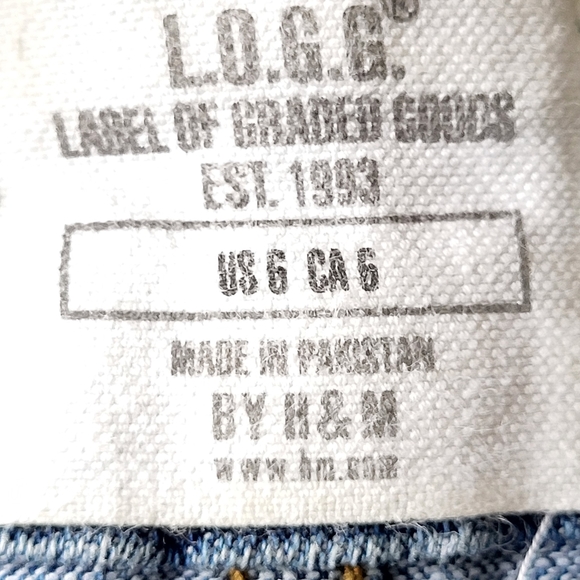 L.O.G.G.®
LABEL OF GRADED GOODS
EST. 1993
US 6 CA 6
MADE IN PAKISTAN
BY H&M
www.hm.com